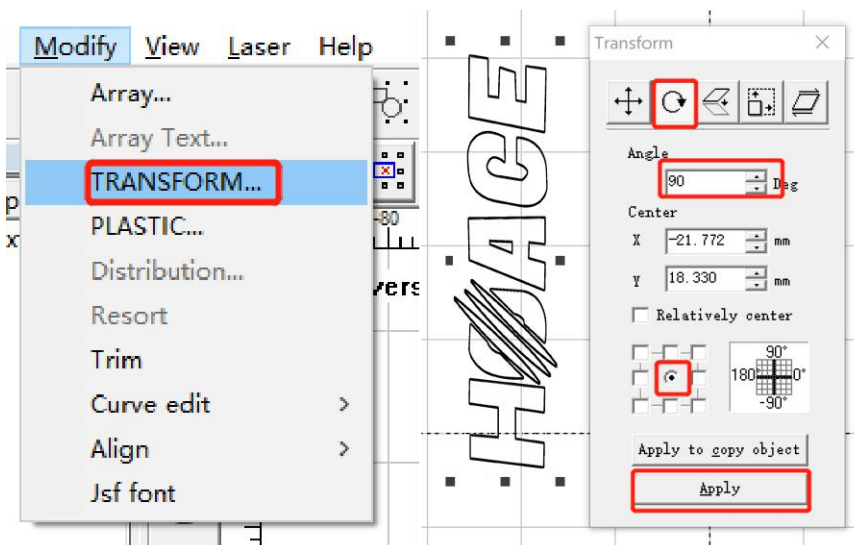 Modify View Laser Help
Array...
Array Text...
TRANSFORM...
PLASTIC...
Distribution...
Resort
Trim
Curve edit >
Align >
Jsf font
-80
HOACE
Transform
Angle
90 Deg
Center
X -21.772 mm
Y 18.330 mm
Relatively center
90°
180 0°
-90°
Apply to copy object
Apply